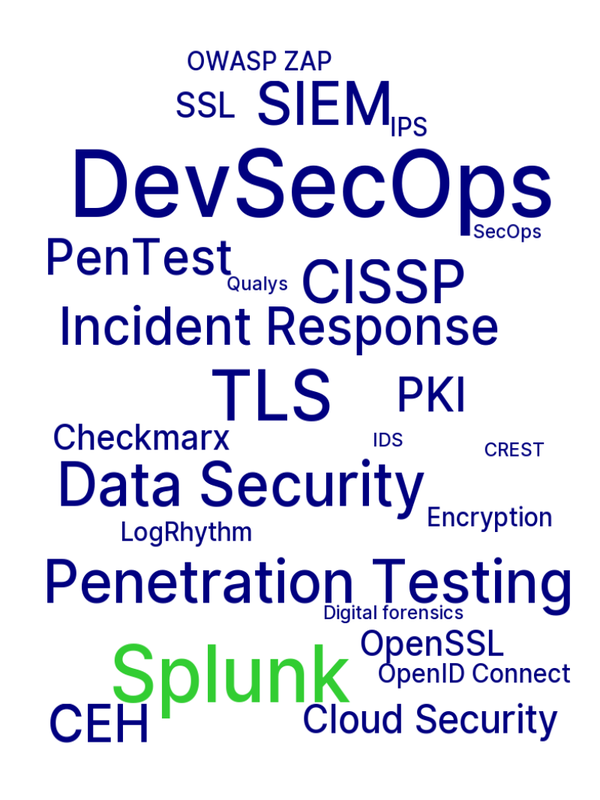 OWASP ZAP
SSL SIEM
IPS
DevSecOps
SecOps
PenTest
Qualys CISSP
Incident Response
TLS PKI
Checkmarx IDS CREST
Data Security
Encryption
LogRhythm
Penetration Testing
Digital forensics
OpenSSL
Splunk OpenID Connect
CEH Cloud Security